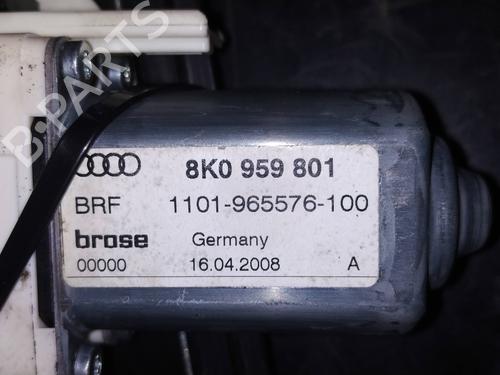 B-PARTS
8K0 959 801
BRF 1101-965576-100
brose Germany
00000 16.04.2008 A